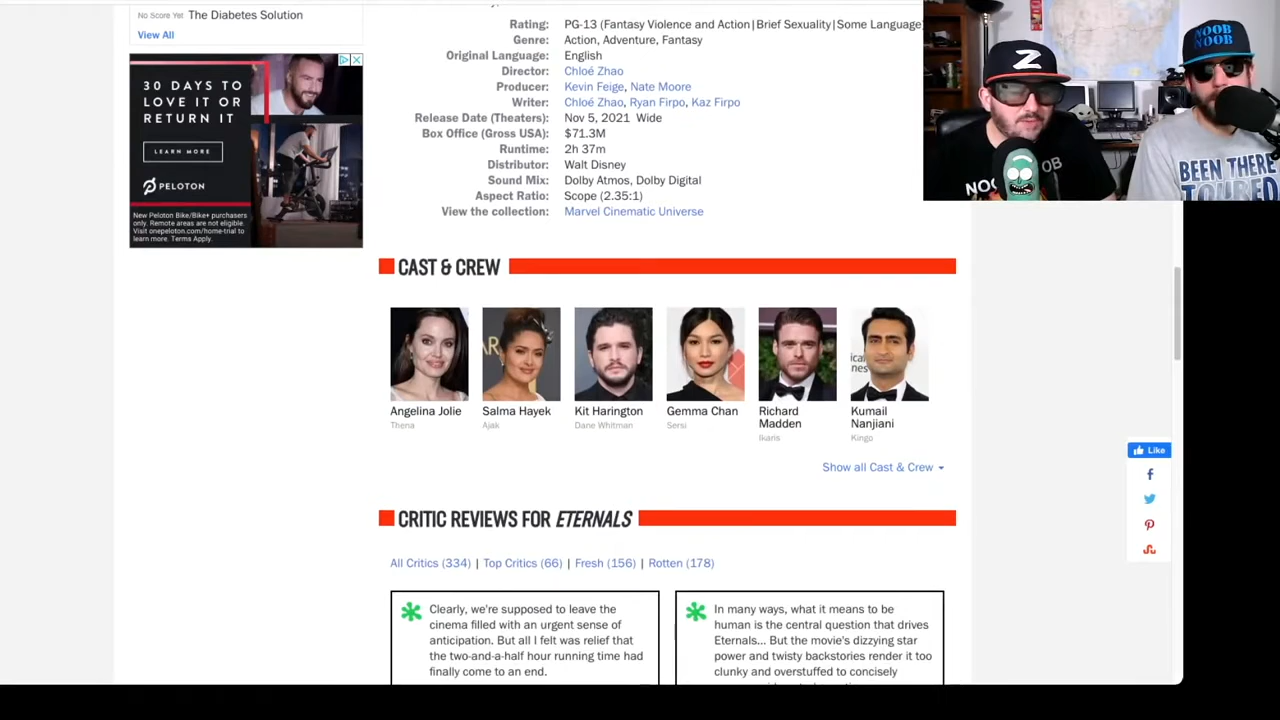 No Score Yet The Diabetes Solution
View All
30 DAYS TO
LOVE IT OR
RETURN IT
LEARN MORE
PELOTON
New Peloton Bike/Bike+ purchasers
only. Remote areas are not eligible.
Visit onepeloton.com/home-trial to
learn more. Terms Apply.
Rating: PG-13 (Fantasy Violence and Action|Brief Sexuality|Some Language)
Genre: Action, Adventure, Fantasy
Original Language: English
Director: Chloé Zhao
Producer: Kevin Feige, Nate Moore
Writer: Chloé Zhao, Ryan Firpo, Kaz Firpo
Release Date (Theaters): Nov 5, 2021 Wide
Box Office (Gross USA): $71.3M
Runtime: 2h 37m
Distributor: Walt Disney
Sound Mix: Dolby Atmos, Dolby Digital
Aspect Ratio: Scope (2.35:1)
View the collection: Marvel Cinematic Universe
Z
NOOB
NOOB
BEEN THERE
TOURED
CAST & CREW
Angelina Jolie
Thena
Salma Hayek
Ajak
Kit Harington
Dane Whitman
Gemma Chan
Sersi
Richard
Madden
Ikaris
Kumail
Nanjiani
Kingo
Show all Cast & Crew
Like
CRITIC REVIEWS FOR ETERNALS
All Critics (334) | Top Critics (66) | Fresh (156) | Rotten (178)
Clearly, we're supposed to leave the
cinema filled with an urgent sense of
anticipation. But all I felt was relief that
the two-and-a-half hour running time had
finally come to an end.
In many ways, what it means to be
human is the central question that drives
Eternals... But the movie's dizzying star
power and twisty backstories render it too
clunky and overstuffed to concisely